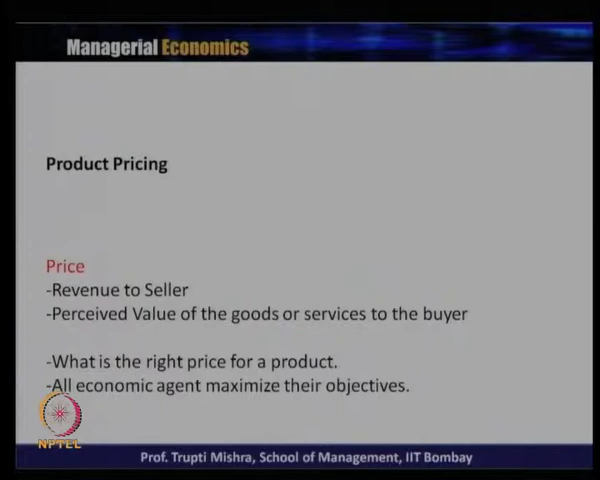 Managerial Economics
Product Pricing
Price
-Revenue to Seller
-Perceived Value of the goods or services to the buyer
-What is the right price for a product.
-All economic agent maximize their objectives.
NPTEL
Prof. Trupti Mishra, School of Management, IIT Bombay